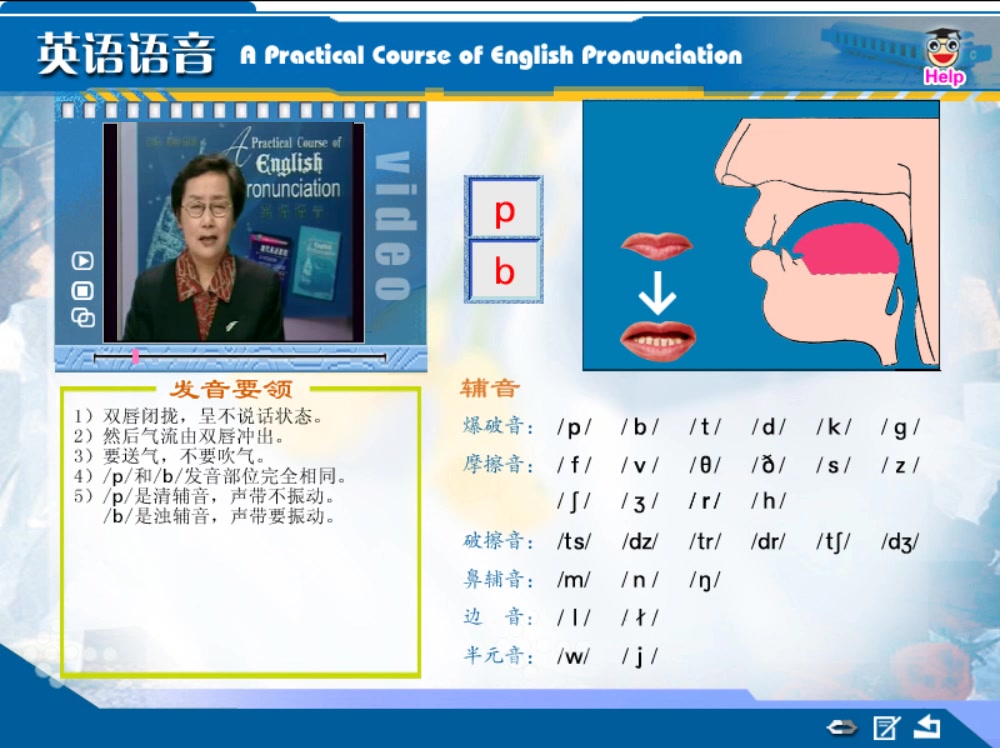 英语语音 A Practical Course of English Pronunciation
Help
A Practical Course of
English
ronunciation
video
p
b
发音要领
1）双唇闭拢，呈不说话状态。
2）然后气流由双唇冲出。
3）要送气，不要吹气。
4）/p/和/b/发音部位完全相同。
5）/p/是清辅音，声带不振动。
/b/是浊辅音，声带要振动。
辅音
爆破音： /p/ /b/ /t/ /d/ /k/ /g/
摩擦音： /f/ /v/ /θ/ /ð/ /s/ /z/
/ʃ/ /ʒ/ /r/ /h/
破擦音： /ts/ /dz/ /tr/ /dr/ /tʃ/ /dʒ/
鼻辅音： /m/ /n/ /ŋ/
边 音： /l/ /ɫ/
半元音： /w/ /j/